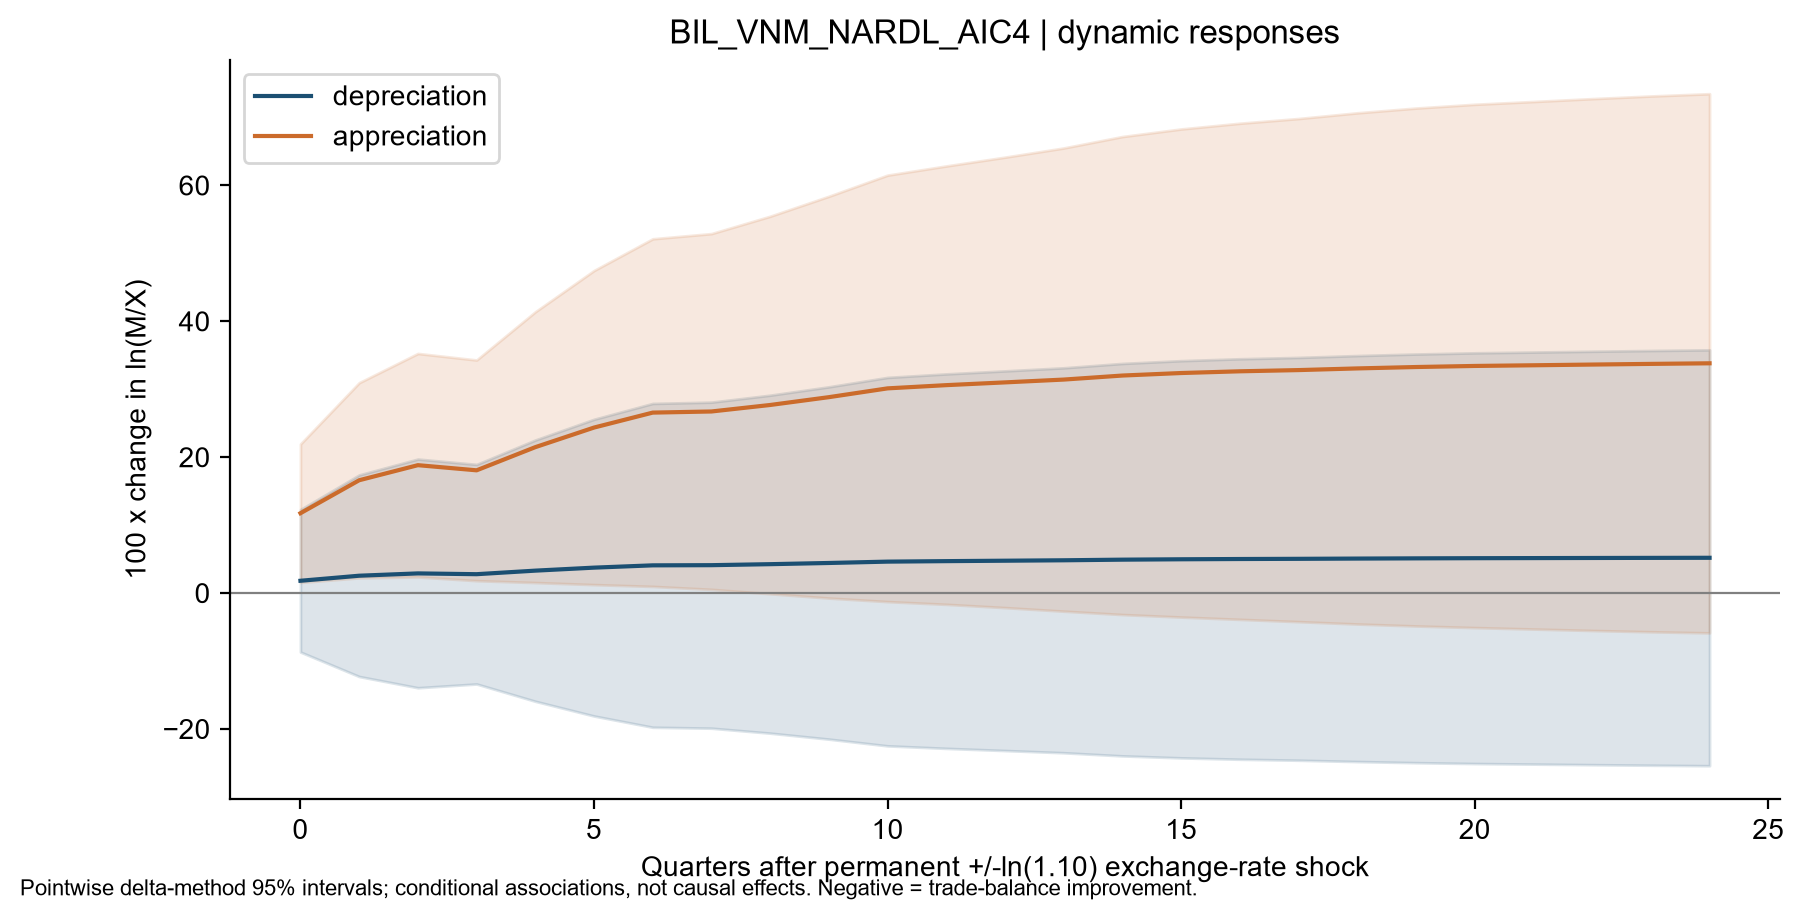 BIL_VNM_NARDL_AIC4 | dynamic responses
depreciation
appreciation
100 x change in ln(M/X)
60
40
20
0
−20
0 5 10 15 20 25
Quarters after permanent +/-ln(1.10) exchange-rate shock
Pointwise delta-method 95% intervals; conditional associations, not causal effects. Negative = trade-balance improvement.